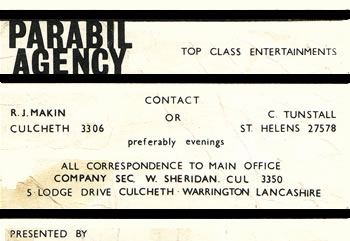 PARABIL
AGENCY
TOP CLASS ENTERTAINMENTS
CONTACT
R. J. MAKIN OR C. TUNSTALL
CULCHETH 3306 ST. HELENS 27578
preferably evenings
ALL CORRESPONDENCE TO MAIN OFFICE
COMPANY SEC. W. SHERIDAN. CUL 3350
5 LODGE DRIVE CULCHETH · WARRINGTON LANCASHIRE
PRESENTED BY